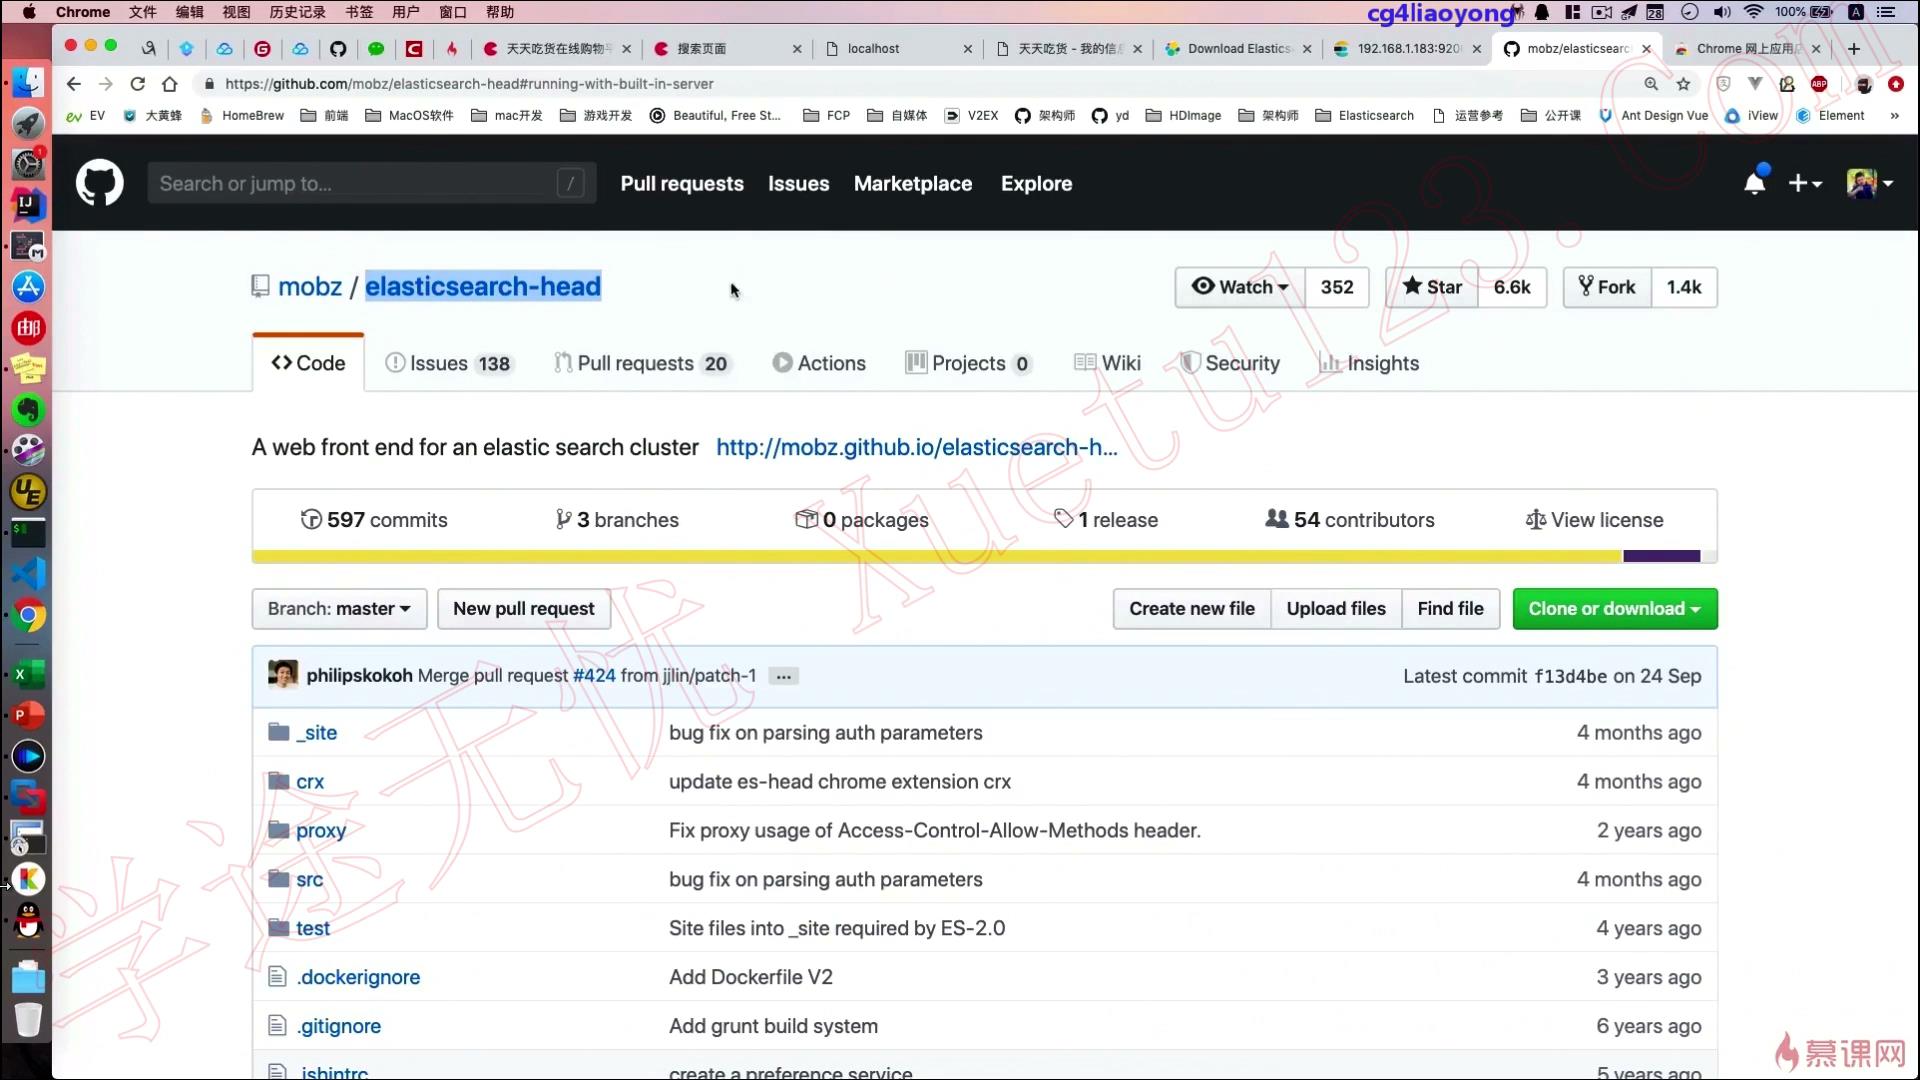 Chrome 文件 编辑 视图 历史记录 书签 用户 窗口 帮助 cg4liaoyong 28 100% A
天天吃货在线购物平 搜索页面 localhost 天天吃货 - 我的信息 Download Elastics 192.168.1.183:920 mobz/elasticsearc Chrome 网上应用店
https://github.com/mobz/elasticsearch-head#running-with-built-in-server
EV 大黄蜂 HomeBrew 前端 MacOS软件 mac开发 游戏开发 Beautiful, Free St... FCP 自媒体 V2EX 架构师 yd HDImage 架构师 Elasticsearch 运营参考 公开课 Ant Design Vue iView Element »
Search or jump to... / Pull requests Issues Marketplace Explore
mobz / elasticsearch-head Watch 352 Star 6.6k Fork 1.4k
Code Issues 138 Pull requests 20 Actions Projects 0 Wiki Security Insights
A web front end for an elastic search cluster http://mobz.github.io/elasticsearch-h...
597 commits 3 branches 0 packages 1 release 54 contributors View license
Branch: master New pull request Create new file Upload files Find file Clone or download
philipskokoh Merge pull request #424 from jjlin/patch-1 ... Latest commit f13d4be on 24 Sep
_site bug fix on parsing auth parameters 4 months ago
crx update es-head chrome extension crx 4 months ago
proxy Fix proxy usage of Access-Control-Allow-Methods header. 2 years ago
src bug fix on parsing auth parameters 4 months ago
test Site files into _site required by ES-2.0 4 years ago
.dockerignore Add Dockerfile V2 3 years ago
.gitignore Add grunt build system 6 years ago
.jshintrc create a preference service 5 years ago
学途无忧 Xuetu123.Com
慕课网